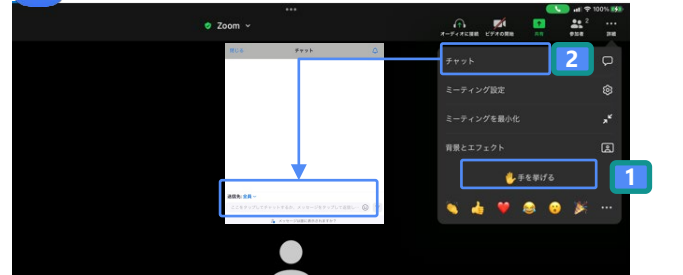 100%
Zoom
2
オーディオに接続 ビデオの開始 共有 参加者 詳細
閉じる チャット
チャット
2
ミーティング設定
ミーティングを最小化
背景とエフェクト
手を挙げる
1
送信先: 全員